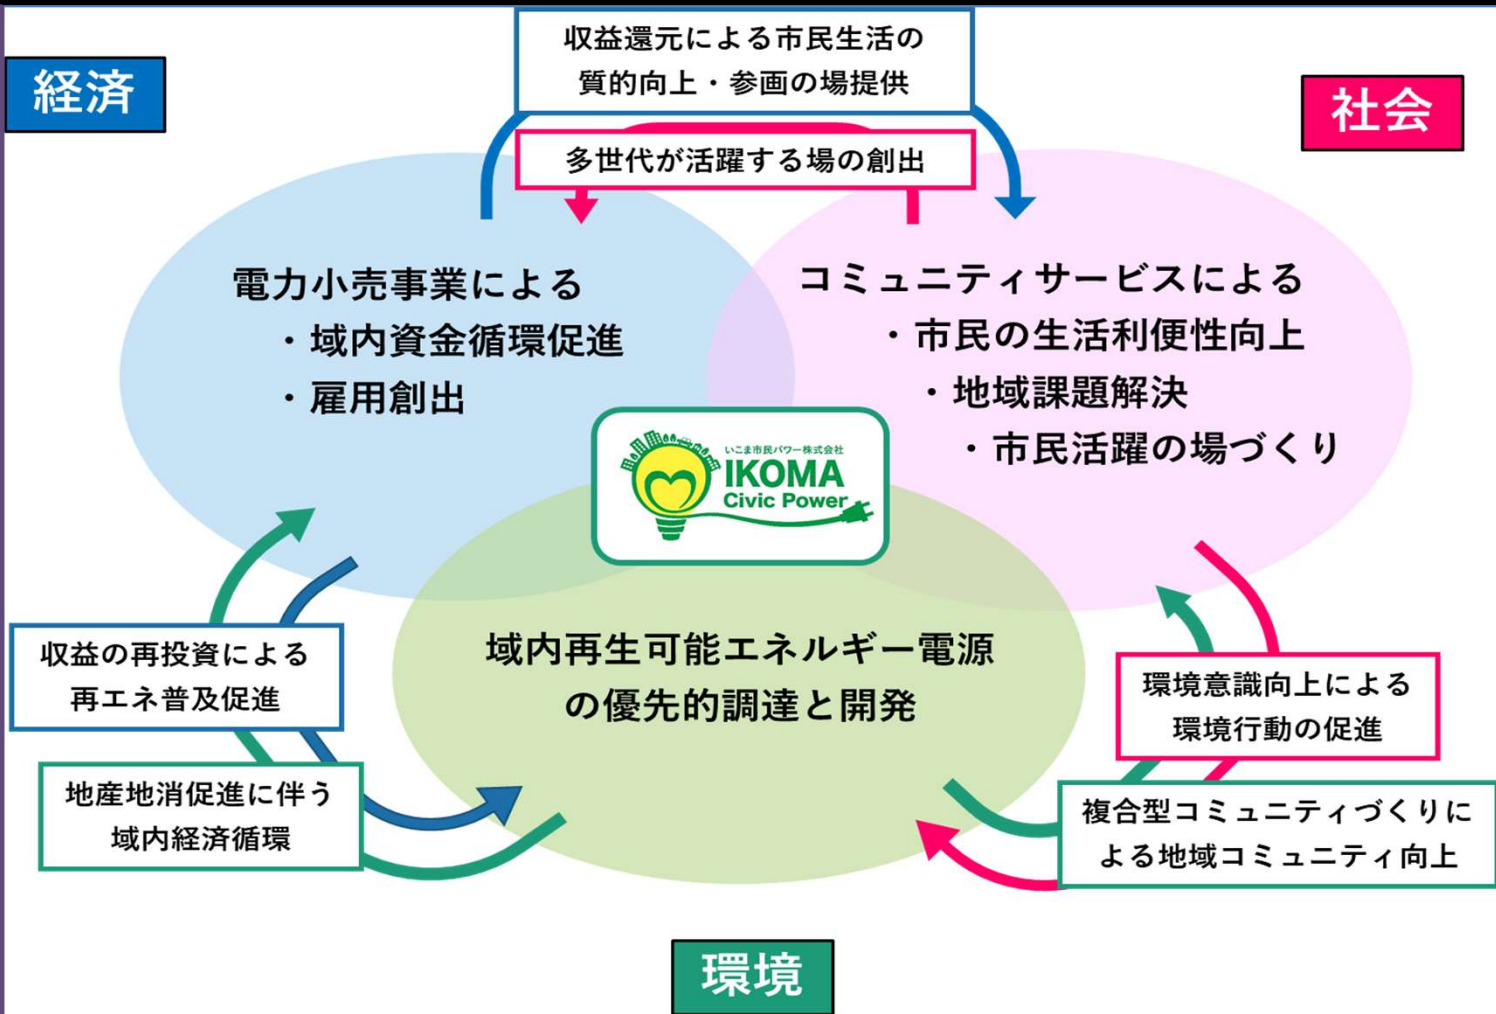 収益還元による市民生活の
質的向上・参画の場提供
経済
社会
多世代が活躍する場の創出
電力小売事業による
・域内資金循環促進
・雇用創出
コミュニティサービスによる
・市民の生活利便性向上
・地域課題解決
・市民活躍の場づくり
いこま市民パワー株式会社
IKOMA
Civic Power
域内再生可能エネルギー電源
の優先的調達と開発
収益の再投資による
再エネ普及促進
地産地消促進に伴う
域内経済循環
環境意識向上による
環境行動の促進
複合型コミュニティづくりに
よる地域コミュニティ向上
環境